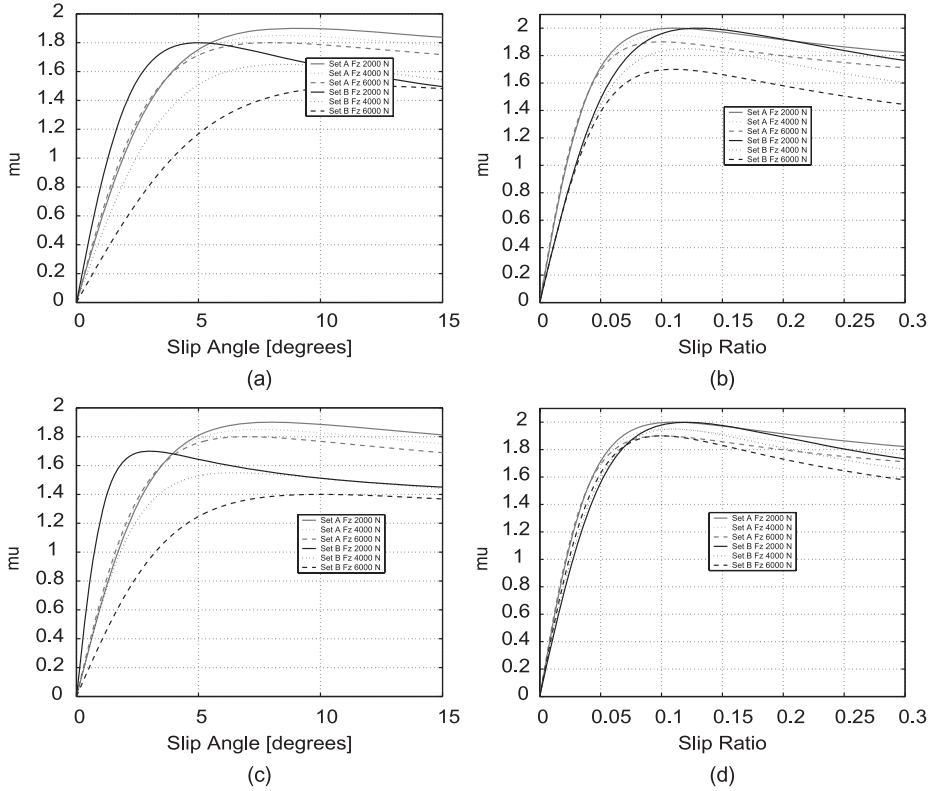 2
1.8
1.6
1.4
1.2
1
0.8
0.6
0.4
0.2
0
mu
Set A Fz 2000 N
Set A Fz 4000 N
Set A Fz 6000 N
Set B Fz 2000 N
Set B Fz 4000 N
Set B Fz 6000 N
0 5 10 15
Slip Angle [degrees]
(a)
2
1.8
1.6
1.4
1.2
1
0.8
0.6
0.4
0.2
0
mu
Set A Fz 2000 N
Set A Fz 4000 N
Set A Fz 6000 N
Set B Fz 2000 N
Set B Fz 4000 N
Set B Fz 6000 N
0 0.05 0.1 0.15 0.2 0.25 0.3
Slip Ratio
(b)
2
1.8
1.6
1.4
1.2
1
0.8
0.6
0.4
0.2
0
mu
Set A Fz 2000 N
Set A Fz 4000 N
Set A Fz 6000 N
Set B Fz 2000 N
Set B Fz 4000 N
Set B Fz 6000 N
0 5 10 15
Slip Angle [degrees]
(c)
2
1.8
1.6
1.4
1.2
1
0.8
0.6
0.4
0.2
0
mu
Set A Fz 2000 N
Set A Fz 4000 N
Set A Fz 6000 N
Set B Fz 2000 N
Set B Fz 4000 N
Set B Fz 6000 N
0 0.05 0.1 0.15 0.2 0.25 0.3
Slip Ratio
(d)